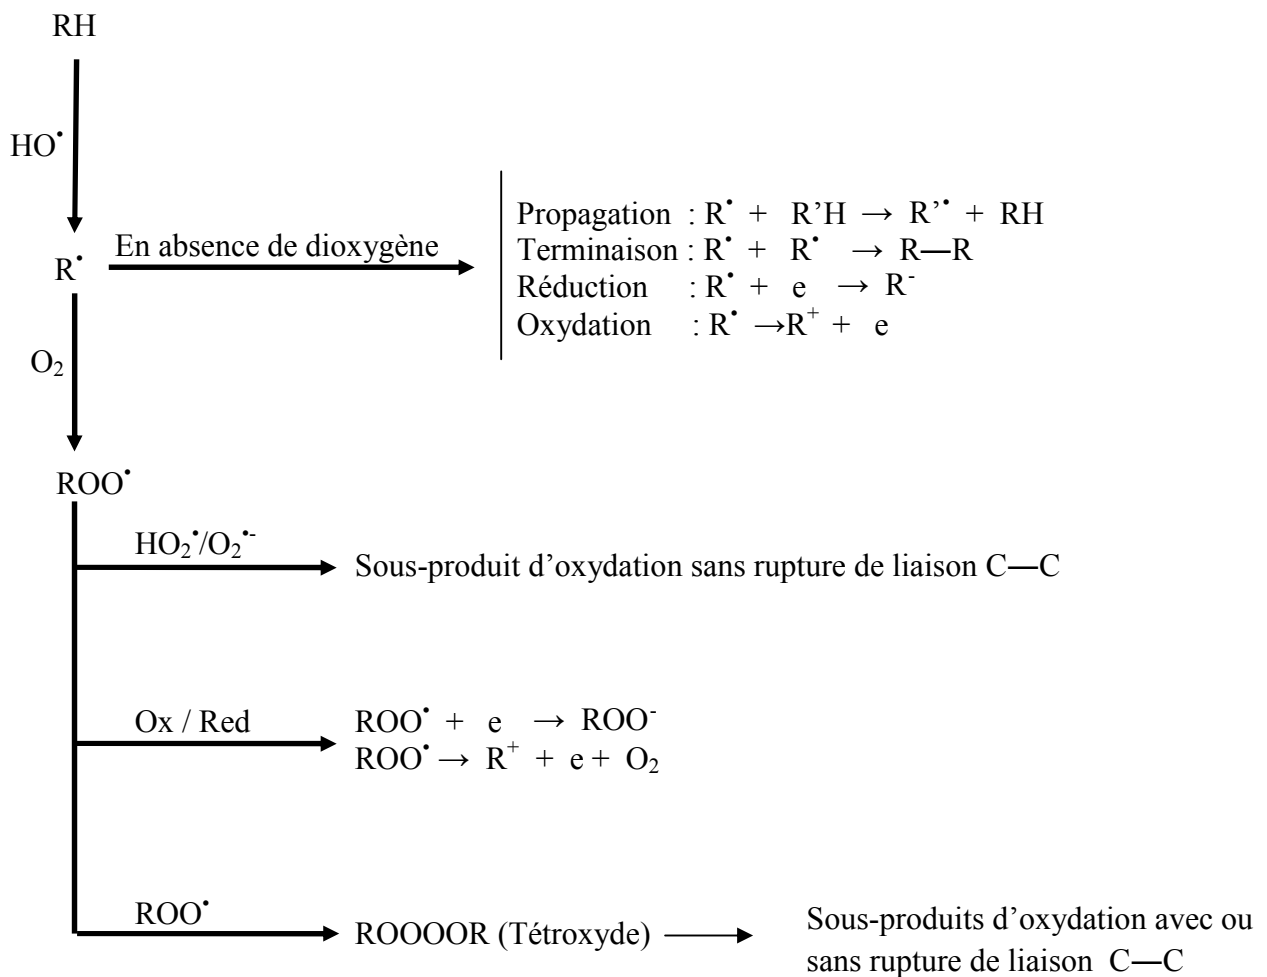 RH
HO•
Propagation : R• + R’H → R’• + RH
En absence de dioxygène
Terminaison : R• + R• → R—R
R•
Réduction : R• + e → R-
Oxydation : R• →R+ + e
O2
ROO•
HO2•/O2•-
Sous-produit d’oxydation sans rupture de liaison C—C
Ox / Red
ROO• + e → ROO-
ROO• → R+ + e + O2
ROO•
ROOOOR (Tétroxyde)
Sous-produits d’oxydation avec ou
sans rupture de liaison C—C